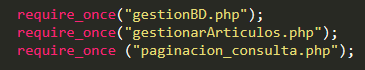 require_once("gestionBD.php");
require_once("gestionarArticulos.php");
require_once ("paginacion_consulta.php");